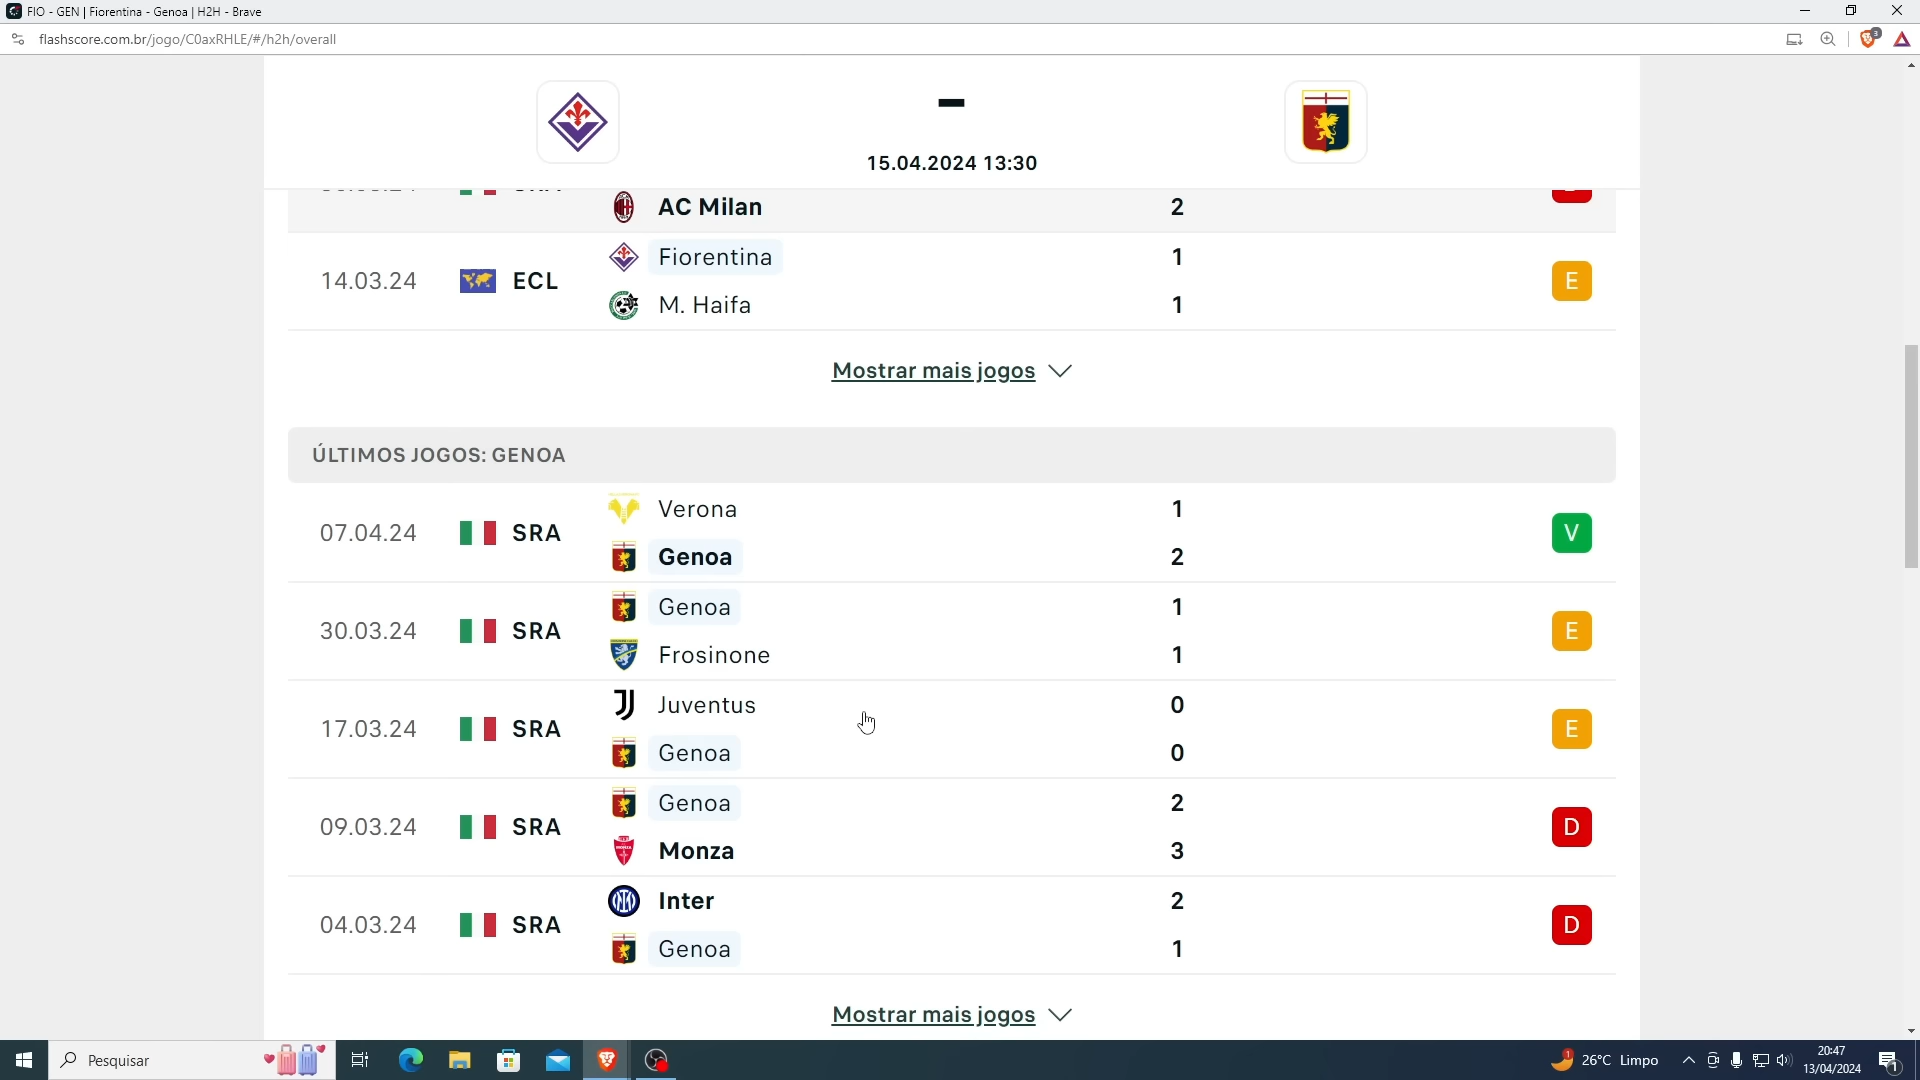 FIO - GEN | Fiorentina - Genoa | H2H - Brave
flashscore.com.br/jogo/C0axRHLE/#/h2h/overall
3
-
15.04.2024 13:30
AC Milan 2
Fiorentina 1
14.03.24 ECL E
M. Haifa 1
Mostrar mais jogos
ÚLTIMOS JOGOS: GENOA
Verona 1
07.04.24 SRA V
Genoa 2
Genoa 1
30.03.24 SRA E
Frosinone 1
Juventus 0
17.03.24 SRA E
Genoa 0
Genoa 2
09.03.24 SRA D
Monza 3
Inter 2
04.03.24 SRA D
Genoa 1
Mostrar mais jogos
Pesquisar
1 26°C Limpo
20:47
13/04/2024
1